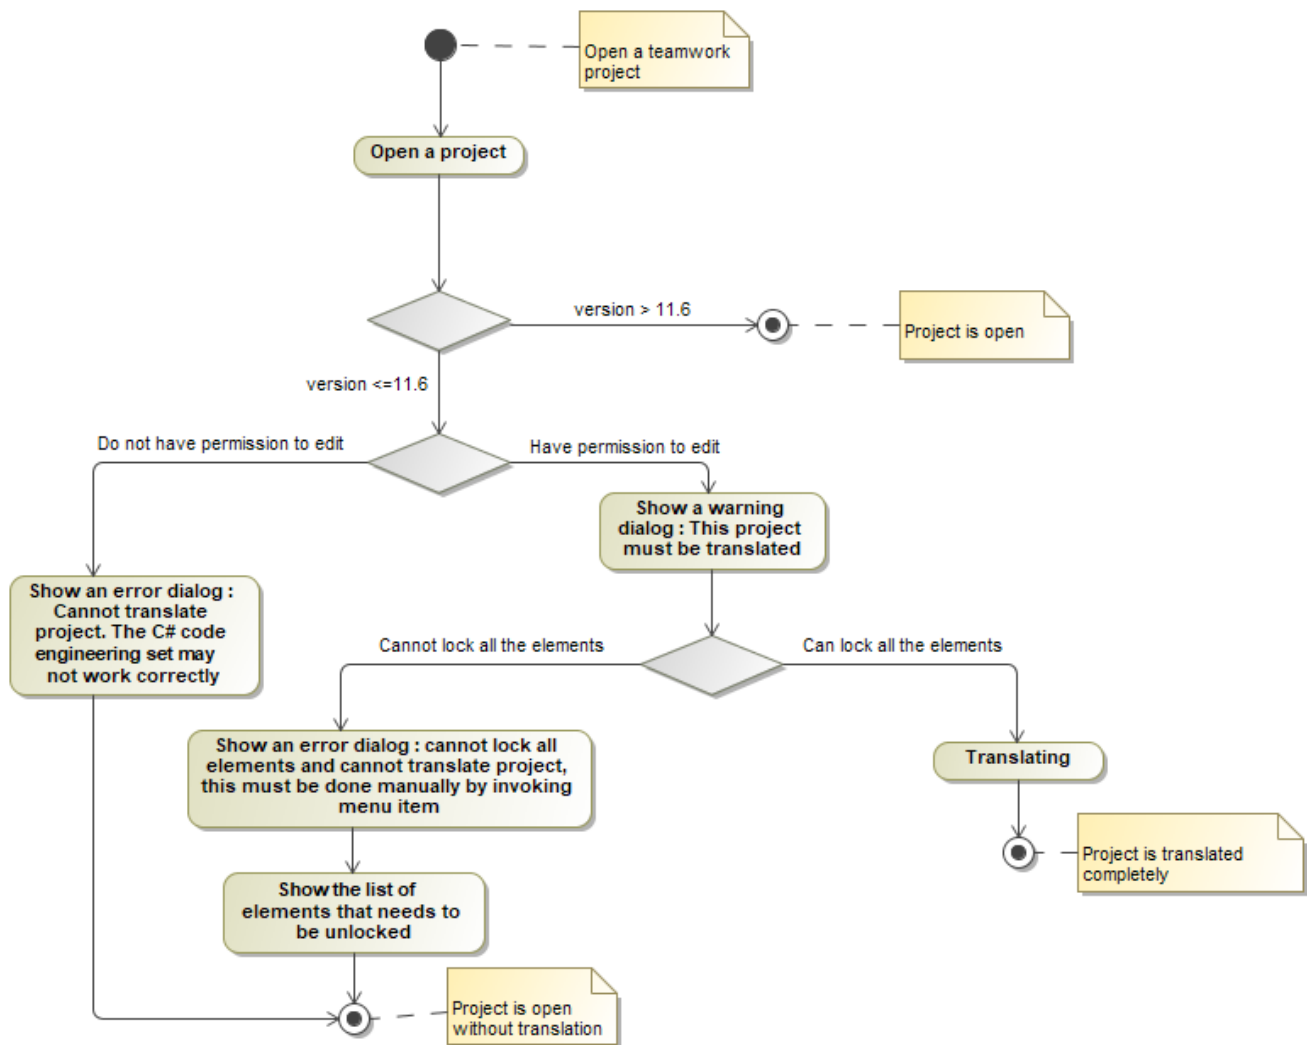 Open a teamwork
project
Open a project
version > 11.6
Project is open
version <=11.6
Do not have permission to edit
Have permission to edit
Show a warning
dialog : This project
must be translated
Show an error dialog :
Cannot translate
project. The C# code
engineering set may
not work correctly
Cannot lock all the elements
Can lock all the elements
Show an error dialog : cannot lock all
elements and cannot translate project,
this must be done manually by invoking
menu item
Translating
Project is translated
completely
Show the list of
elements that needs to
be unlocked
Project is open
without translation